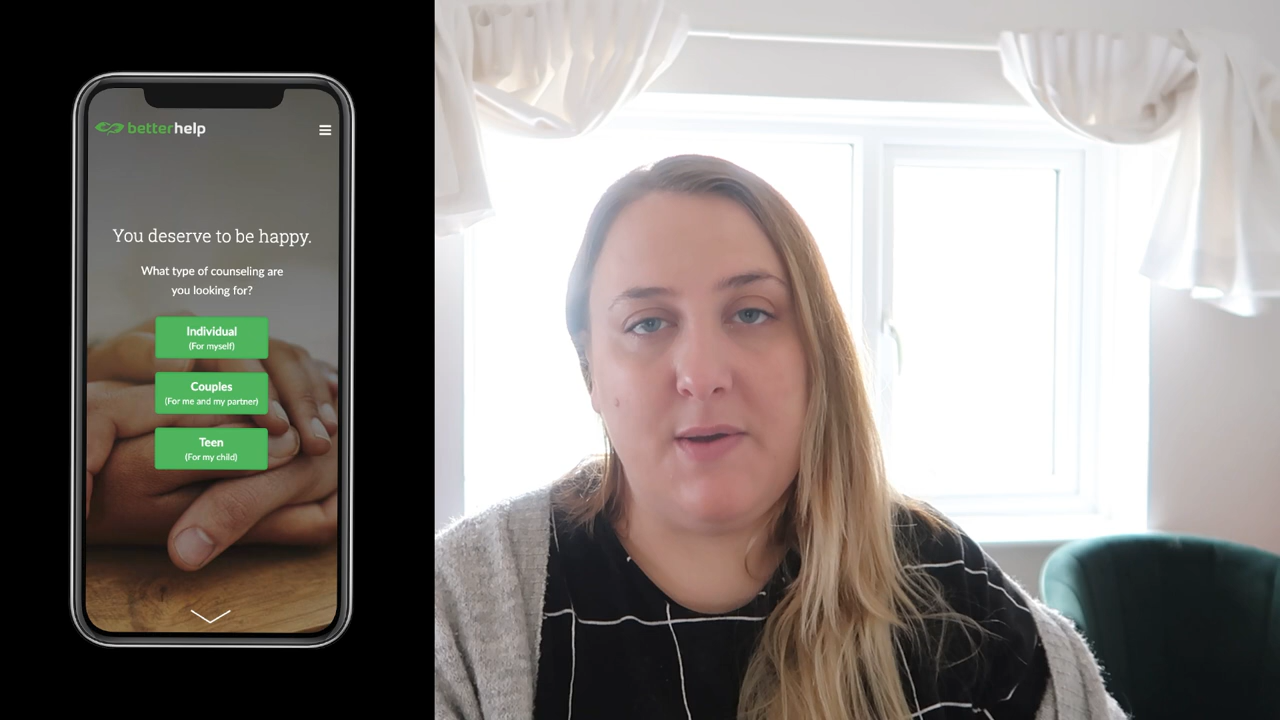 betterhelp
You deserve to be happy.
What type of counseling are
you looking for?
Individual
(For myself)
Couples
(For me and my partner)
Teen
(For my child)